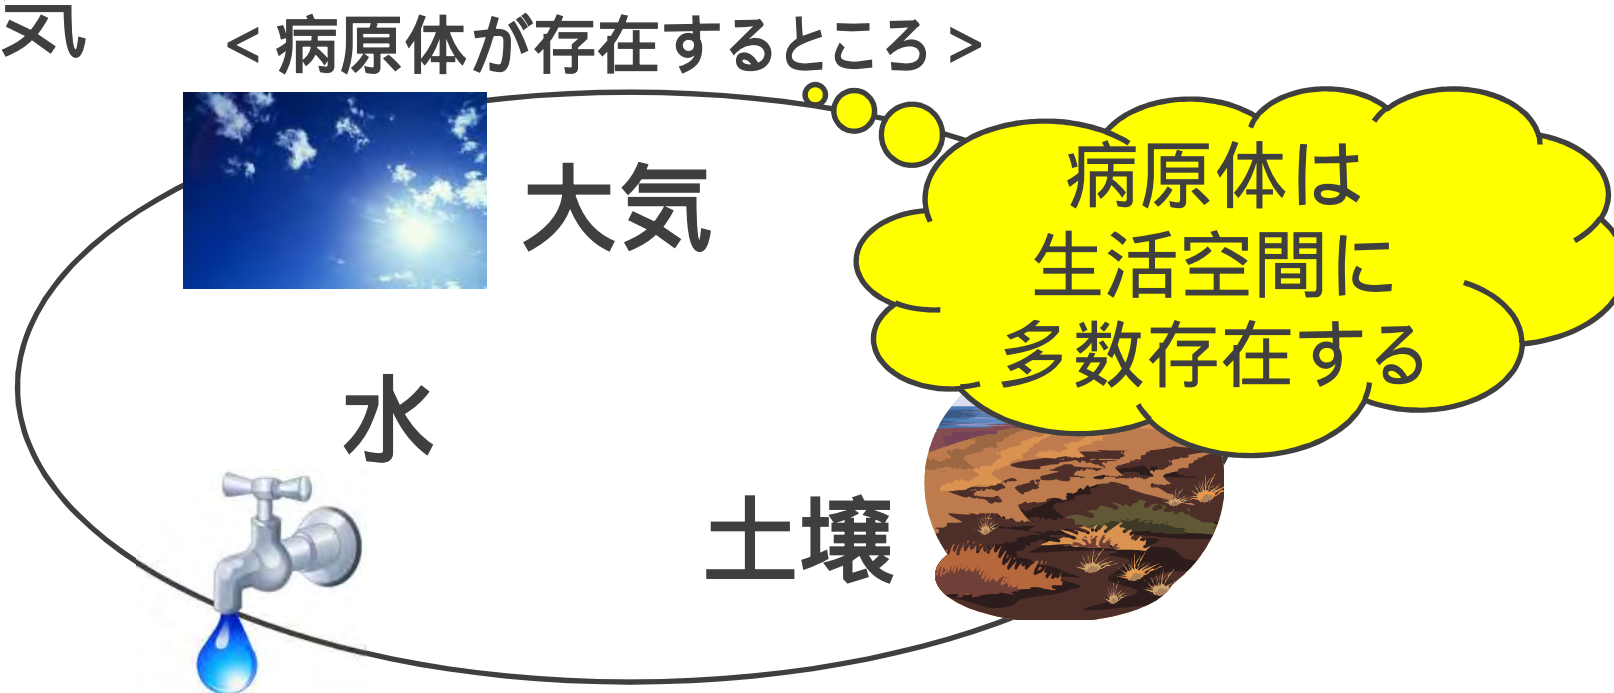 ＜病原体が存在するところ＞
大気
病原体は
生活空間に
多数存在する
水
土壌